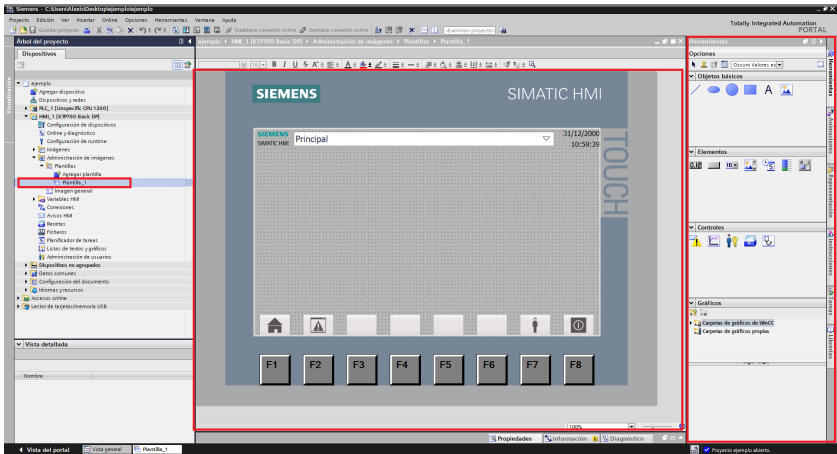 Siemens - C:\Users\Alexis\Desktop\ejemplo\ejemplo
Proyecto Edición Ver Insertar Online Opciones Herramientas Ventana Ayuda
Guardar proyecto
Establecer conexión online Deshacer conexión online
Totally Integrated Automation
PORTAL
Árbol del proyecto
ejemplo ▸ HMI_1 [KTP700 Basic DP] ▸ Administración de imágenes ▸ Plantillas ▸ Plantilla_1
Herramientas
Dispositivos
Opciones
Visualización
ejemplo
Agregar dispositivo
Dispositivos y redes
PLC_1 [Unspecific CPU 1200]
HMI_1 [KTP700 Basic DP]
Configuración de dispositivos
Online y diagnóstico
Configuración de runtime
Imágenes
Administración de imágenes
Plantillas
Agregar plantilla
Plantilla_1
Imagen general
Variables HMI
Conexiones
Avisos HMI
Recetas
Ficheros
Planificador de tareas
Listas de textos y gráficos
Administración de usuarios
Dispositivos no agrupados
Datos comunes
Configuración del documento
Idiomas y recursos
Accesos online
Lector de tarjetas/memoria USB
Vista detallada
Nombre
SIEMENS SIMATIC HMI
SIEMENS
SIMATIC HMI
Principal
31/12/2000
10:59:39
TOUCH
F1 F2 F3 F4 F5 F6 F7 F8
100%
Propiedades Información Diagnóstico
Oscuro Valores es
Objetos básicos
A
Elementos
Controles
Gráficos
Carpetas de gráficos de WinCC
Carpetas de gráficos propias
Herramientas
Animaciones
Representación
Instrucciones
Tareas
Librerías
Vista del portal Vista general Plantilla_1
Proyecto ejemplo abierto.